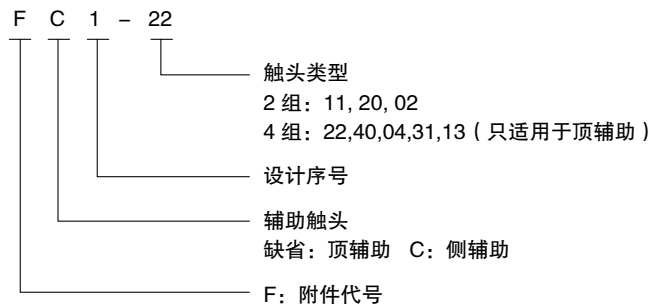 F C 1 – 22
触头类型
2 组：11, 20, 02
4 组：22,40,04,31,13（只适用于顶辅助）
设计序号
辅助触头
缺省：顶辅助 C：侧辅助
F：附件代号